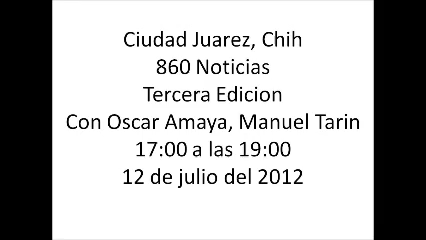 Ciudad Juarez, Chih
860 Noticias
Tercera Edicion
Con Oscar Amaya, Manuel Tarin
17:00 a las 19:00
12 de julio del 2012